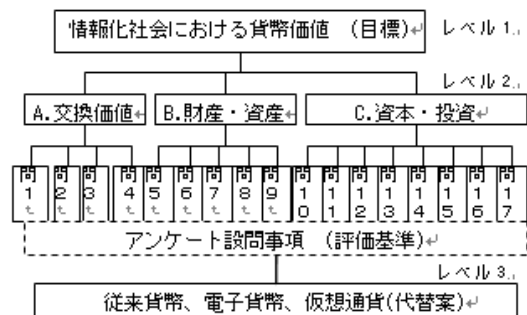 情報化社会における貨幣価値 (目標)↵
レベル 1.
レベル 2.
A.交換価値↵
B.財産・資産↵
C.資本・投資↵
問1
問2
問3
問4
問5
問6
問7
問8
問9
問10
問11
問12
問13
問14
問15
問16
問17
アンケート設問事項 (評価基準)↵
レベル 3.
従来貨幣、電子貨幣、仮想通貨(代替案)↵